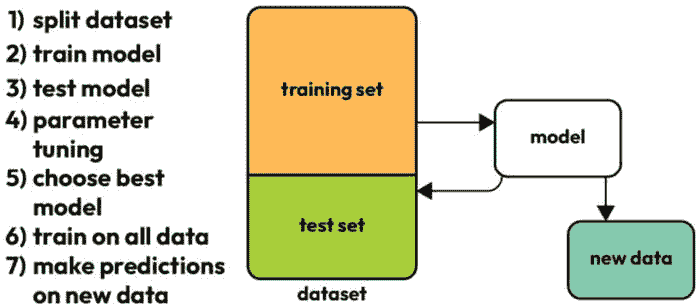 1) split dataset
2) train model
3) test model
4) parameter
tuning
5) choose best
model
6) train on all data
7) make predictions
on new data
training set
test set
dataset
model
new data